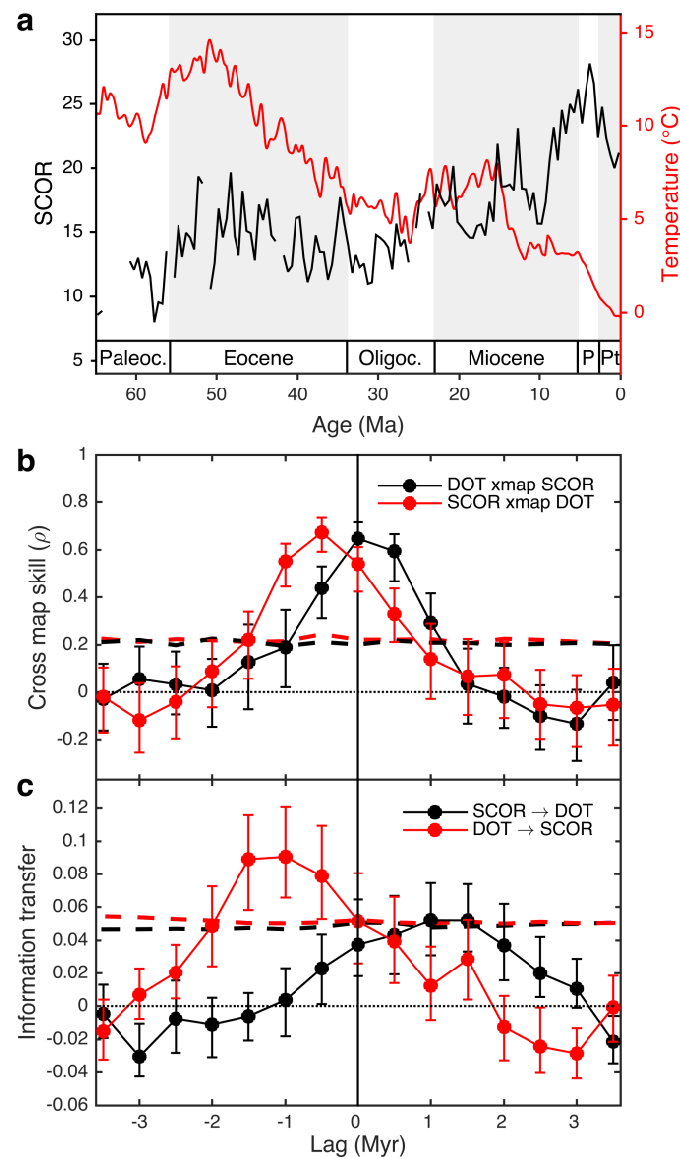 a
30
25
20
15
10
5
SCOR
15
10
5
0
Temperature (°C)
Paleoc. Eocene Oligoc. Miocene P Pt
60 50 40 30 20 10 0
Age (Ma)
b
1
0.8
0.6
0.4
0.2
0
-0.2
Cross map skill (ρ)
DOT xmap SCOR
SCOR xmap DOT
c
0.12
0.1
0.08
0.06
0.04
0.02
0
-0.02
-0.04
-0.06
Information transfer
SCOR → DOT
DOT → SCOR
-3 -2 -1 0 1 2 3
Lag (Myr)